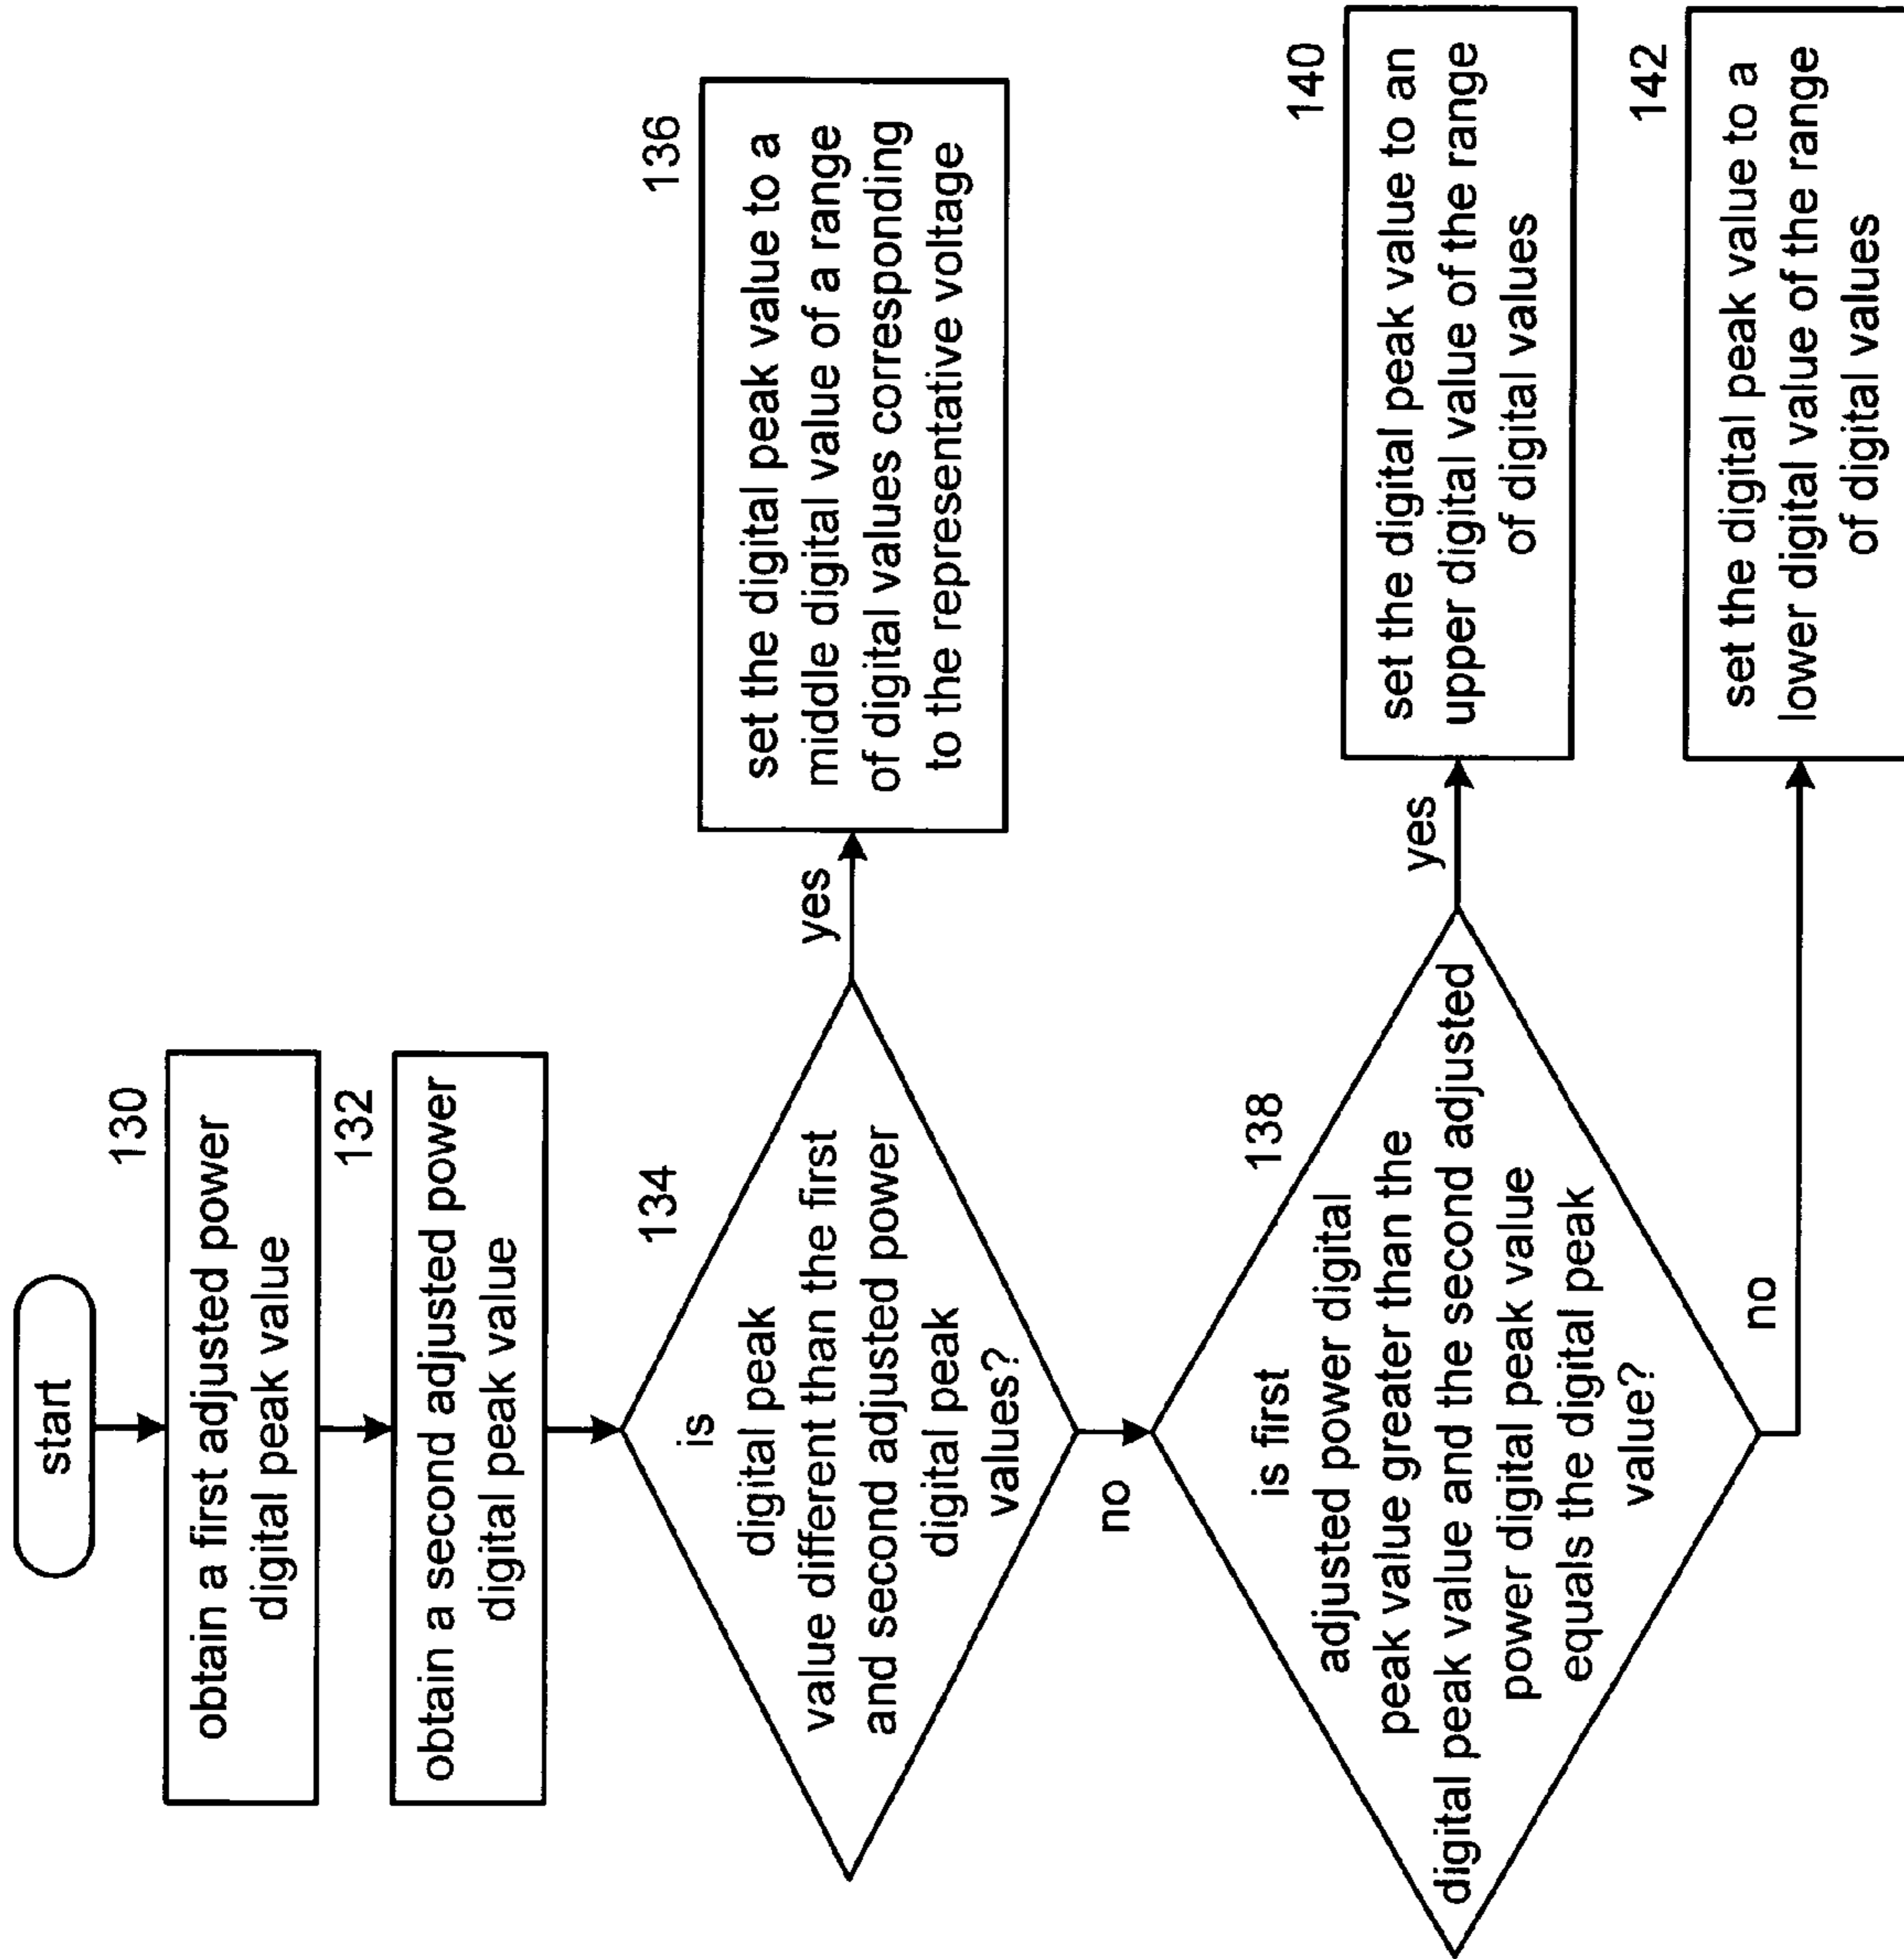 start
130
obtain a first adjusted power
digital peak value
132
obtain a second adjusted power
digital peak value
134
is
digital peak
value different than the first
and second adjusted power
digital peak
values?
yes
136
set the digital peak value to a
middle digital value of a range
of digital values corresponding
to the representative voltage
no
138
is first
adjusted power digital
peak value greater than the
digital peak value and the second adjusted
power digital peak value
equals the digital peak
value?
yes
140
set the digital peak value to an
upper digital value of the range
of digital values
no
142
set the digital peak value to a
lower digital value of the range
of digital values